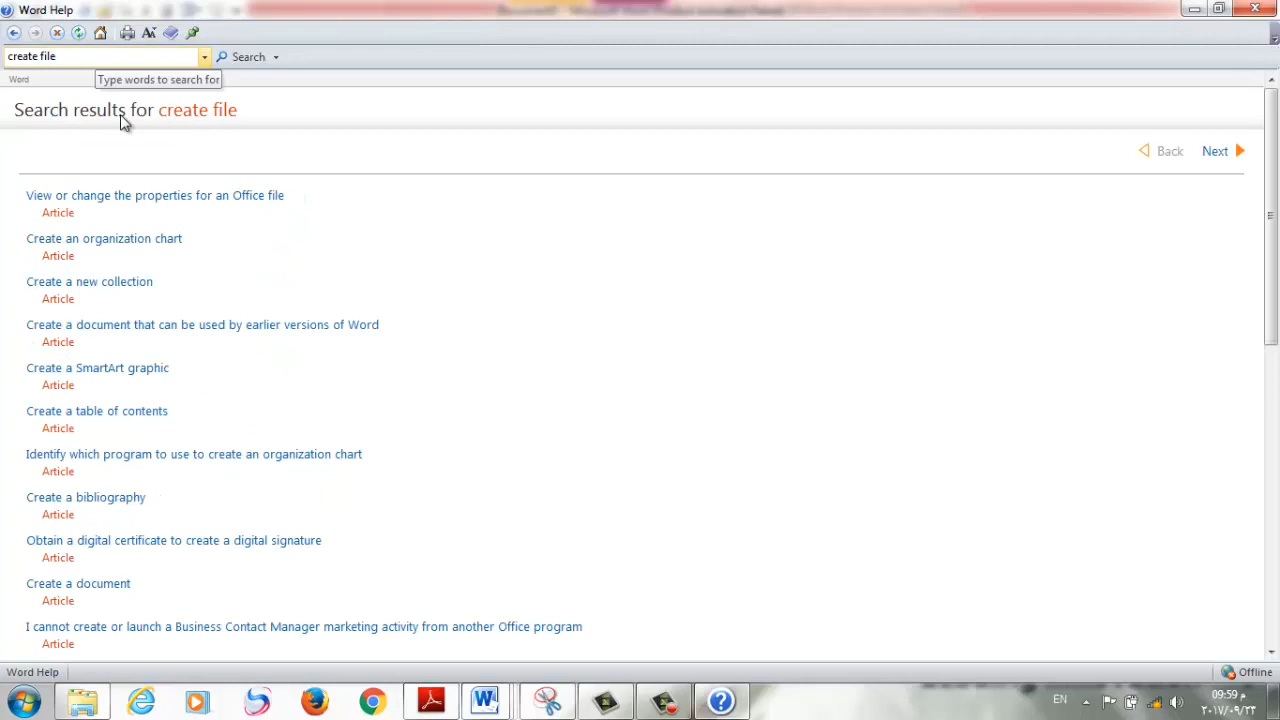 Word Help
create file
Search
Word
Type words to search for
Search results for create file
Back Next
View or change the properties for an Office file
Article
Create an organization chart
Article
Create a new collection
Article
Create a document that can be used by earlier versions of Word
Article
Create a SmartArt graphic
Article
Create a table of contents
Article
Identify which program to use to create an organization chart
Article
Create a bibliography
Article
Obtain a digital certificate to create a digital signature
Article
Create a document
Article
I cannot create or launch a Business Contact Manager marketing activity from another Office program
Article
Word Help
Offline
EN
09:59 م
٢٠١٧/٠٩/٢٣